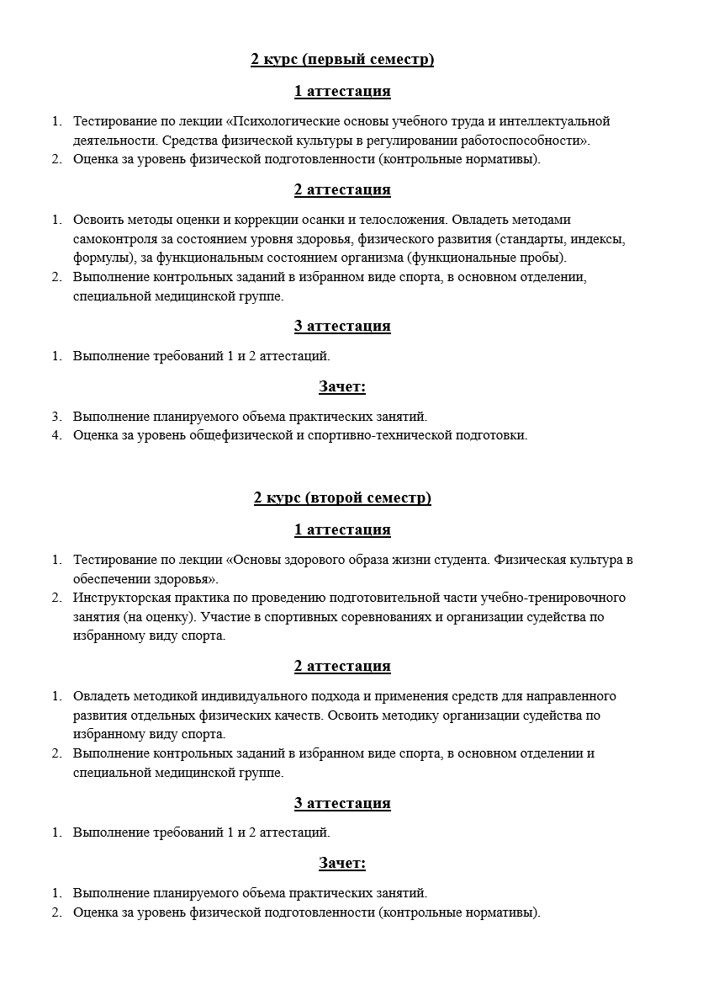 2 курс (первый семестр)
1 аттестация
1. Тестирование по лекции «Психологические основы учебного труда и интеллектуальной
деятельности. Средства физической культуры в регулировании работоспособности».
2. Оценка за уровень физической подготовленности (контрольные нормативы).
2 аттестация
1. Освоить методы оценки и коррекции осанки и телосложения. Овладеть методами
самоконтроля за состоянием уровня здоровья, физического развития (стандарты, индексы,
формулы), за функциональным состоянием организма (функциональные пробы).
2. Выполнение контрольных заданий в избранном виде спорта, в основном отделении,
специальной медицинской группе.
3 аттестация
1. Выполнение требований 1 и 2 аттестаций.
Зачет:
3. Выполнение планируемого объема практических занятий.
4. Оценка за уровень общефизической и спортивно-технической подготовки.
2 курс (второй семестр)
1 аттестация
1. Тестирование по лекции «Основы здорового образа жизни студента. Физическая культура в
обеспечении здоровья».
2. Инструкторская практика по проведению подготовительной части учебно-тренировочного
занятия (на оценку). Участие в спортивных соревнованиях и организации судейства по
избранному виду спорта.
2 аттестация
1. Овладеть методикой индивидуального подхода и применения средств для направленного
развития отдельных физических качеств. Освоить методику организации судейства по
избранному виду спорта.
2. Выполнение контрольных заданий в избранном виде спорта, в основном отделении и
специальной медицинской группе.
3 аттестация
1. Выполнение требований 1 и 2 аттестаций.
Зачет:
1. Выполнение планируемого объема практических занятий.
2. Оценка за уровень физической подготовленности (контрольные нормативы).